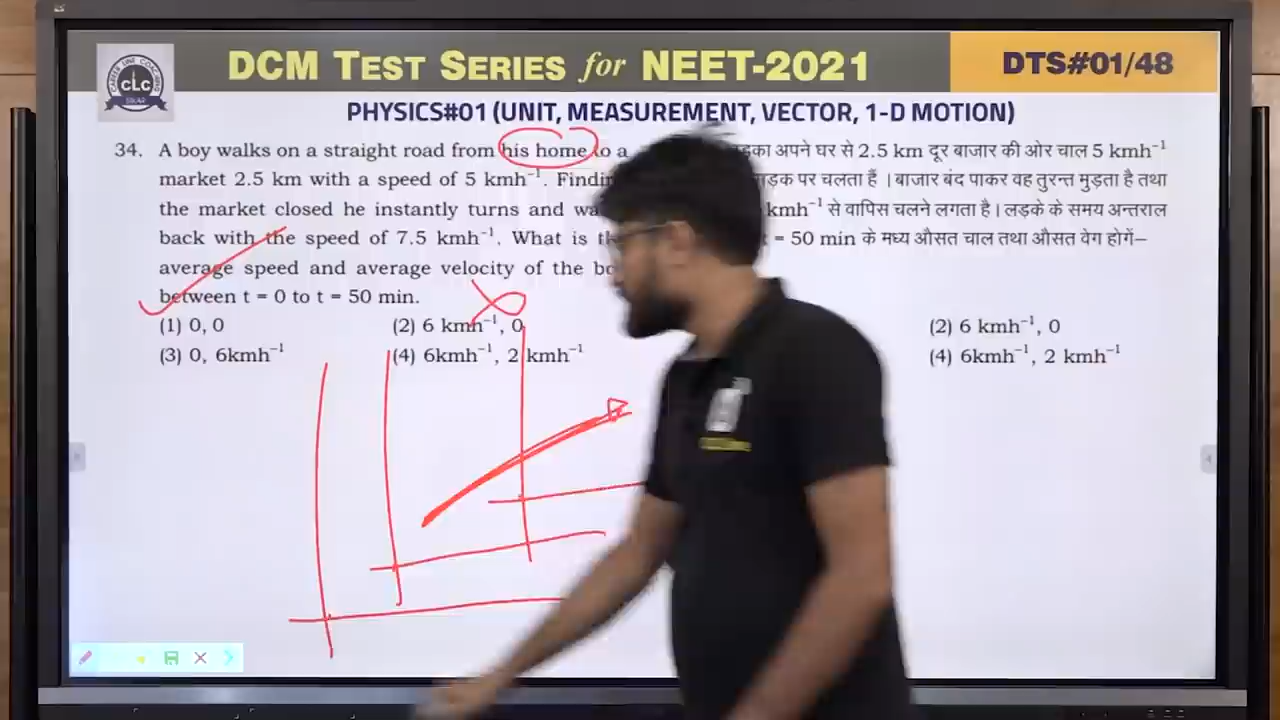 DCM TEST SERIES for NEET-2021
DTS#01/48
CLC
SIKAR
PHYSICS#01 (UNIT, MEASUREMENT, VECTOR, 1-D MOTION)
34. A boy walks on a straight road from his home to a
market 2.5 km with a speed of 5 kmh⁻¹. Findin
the market closed he instantly turns and wa
back with the speed of 7.5 kmh⁻¹. What is th
average speed and average velocity of the bo
between t = 0 to t = 50 min.
(1) 0, 0 (2) 6 kmh⁻¹, 0
(3) 0, 6kmh⁻¹ (4) 6kmh⁻¹, 2 kmh⁻¹
अपने घर से 2.5 km दूर बाजार की ओर चाल 5 kmh⁻¹
पर चलता हैं । बाजार बंद पाकर वह तुरन्त मुड़ता है तथा
kmh⁻¹ से वापिस चलने लगता है। लड़के के समय अन्तराल
= 50 min के मध्य औसत चाल तथा औसत वेग होगें–
(2) 6 kmh⁻¹, 0
(4) 6kmh⁻¹, 2 kmh⁻¹